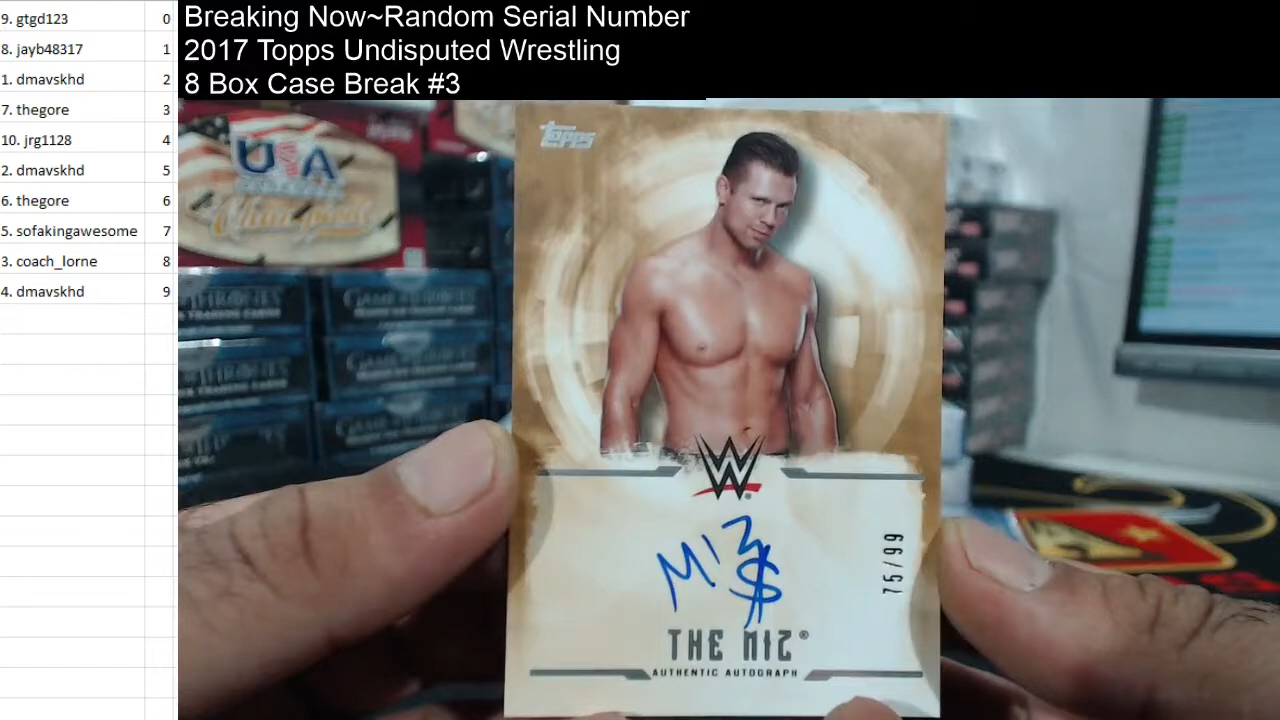 9. gtgd123 0
8. jayb48317 1
1. dmavskhd 2
7. thegore 3
10. jrg1128 4
2. dmavskhd 5
6. thegore 6
5. sofakingawesome 7
3. coach_lorne 8
4. dmavskhd 9
Breaking Now~Random Serial Number
2017 Topps Undisputed Wrestling
8 Box Case Break #3
USA
Champions
topps
W
MIZ
75/99
THE MIZ®
AUTHENTIC AUTOGRAPH